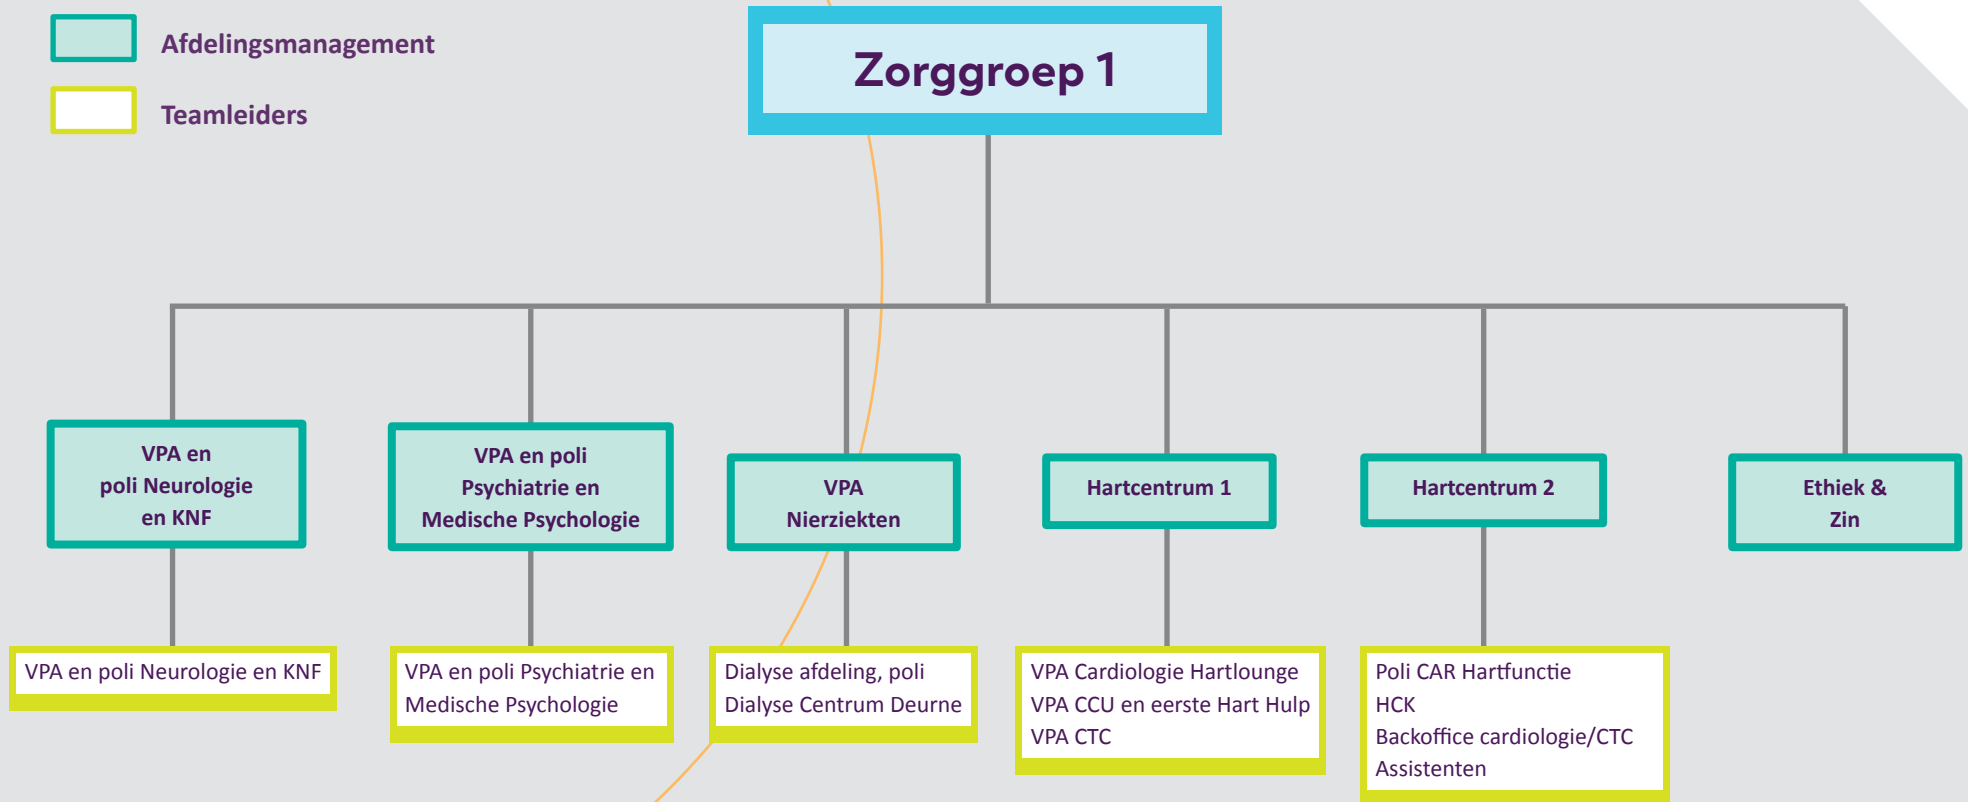 Afdelingsmanagement
Teamleiders
Zorggroep 1
VPA en
poli Neurologie
en KNF
VPA en poli
Psychiatrie en
Medische Psychologie
VPA
Nierziekten
Hartcentrum 1
Hartcentrum 2
Ethiek &
Zin
VPA en poli Neurologie en KNF
VPA en poli Psychiatrie en
Medische Psychologie
Dialyse afdeling, poli
Dialyse Centrum Deurne
VPA Cardiologie Hartlounge
VPA CCU en eerste Hart Hulp
VPA CTC
Poli CAR Hartfunctie
HCK
Backoffice cardiologie/CTC
Assistenten